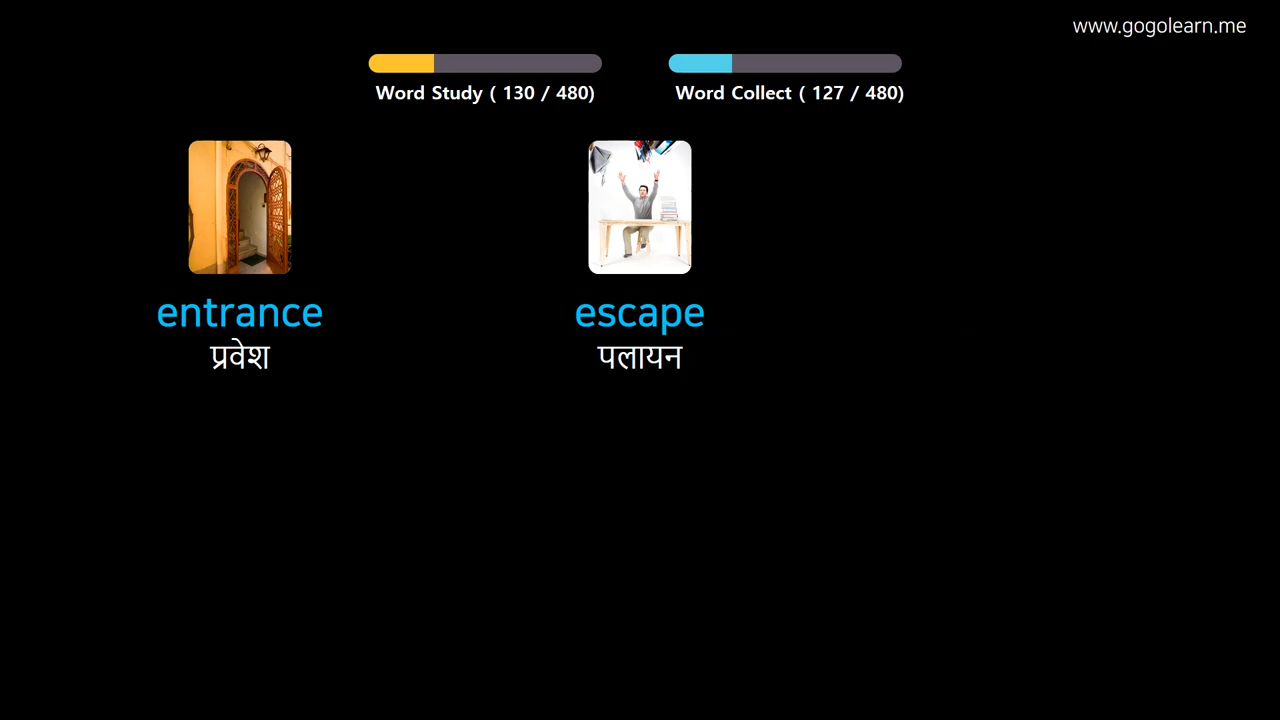 www.gogolearn.me
Word Study ( 130 / 480)
Word Collect ( 127 / 480)
entrance
प्रवेश
escape
पलायन